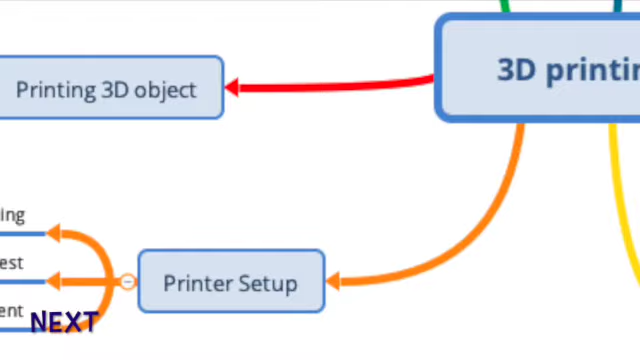 3D printin
Printing 3D object
ing
est
Printer Setup
ent
NEXT